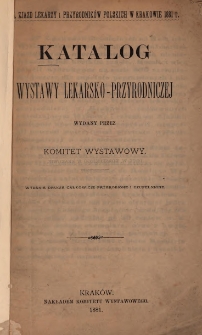 ZJAZD LEKARZY i PRZYRODNIKÓW POLSKICH W KRAKOWIE 1881 r.
KATALOG
WYSTAWY LEKARSKO-PRZYRODNICZEJ
WYDANY PRZEZ
KOMITET WYSTAWOWY.
KRAKÓW.
NAKŁADEM KOMITETU WYSTAWOWEGO.
1881.